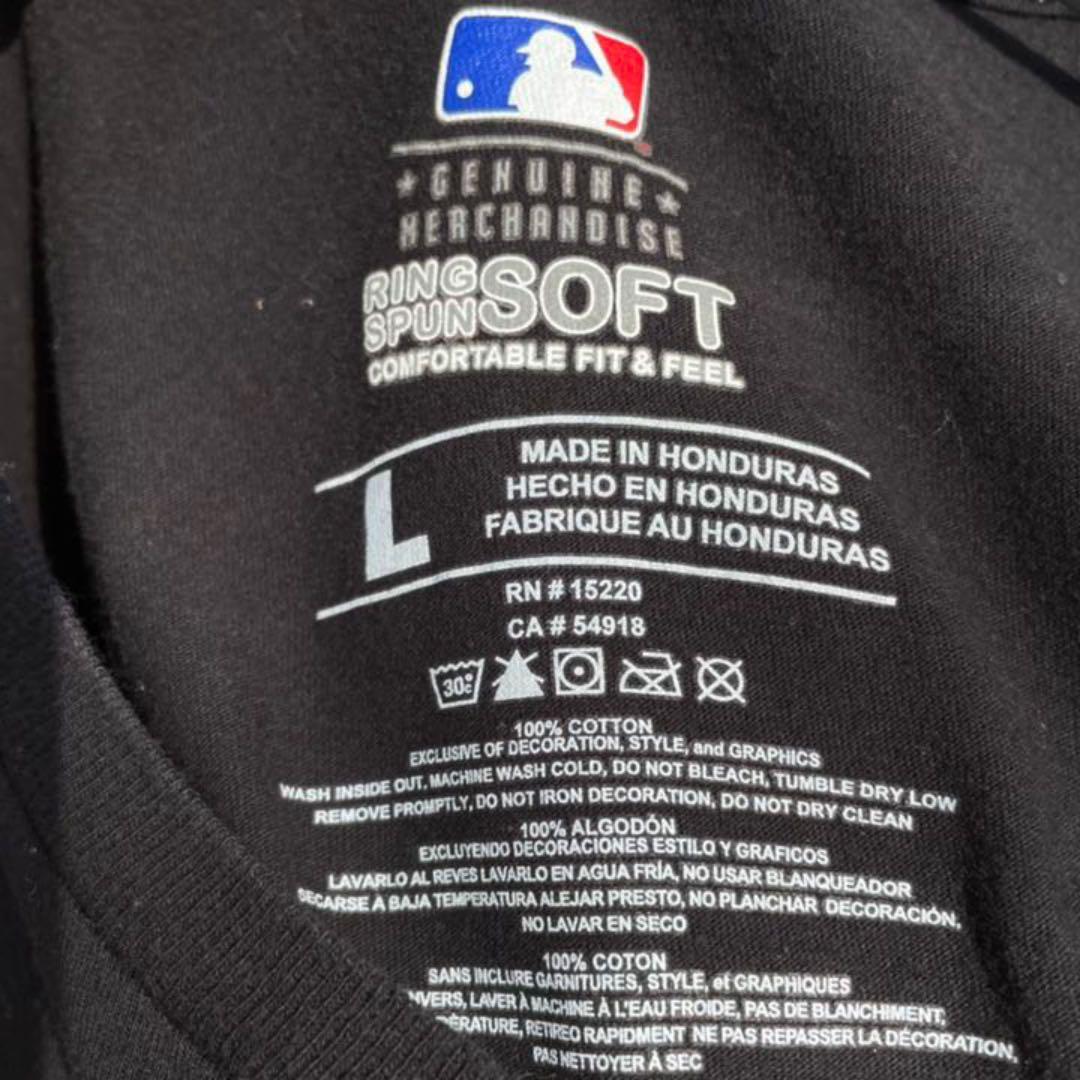 ★ GENUINE ★
MERCHANDISE
RING SPUN SOFT
COMFORTABLE FIT & FEEL
L
MADE IN HONDURAS
HECHO EN HONDURAS
FABRIQUE AU HONDURAS
RN # 15220
CA # 54918
30°C
100% COTTON
EXCLUSIVE OF DECORATION, STYLE, and GRAPHICS
WASH INSIDE OUT, MACHINE WASH COLD, DO NOT BLEACH, TUMBLE DRY LOW
REMOVE PROMPTLY, DO NOT IRON DECORATION, DO NOT DRY CLEAN
100% ALGODÓN
EXCLUYENDO DECORACIONES ESTILO Y GRAFICOS
LAVARLO AL REVES LAVARLO EN AGUA FRÍA, NO USAR BLANQUEADOR
SECARSE A BAJA TEMPERATURA ALEJAR PRESTO, NO PLANCHAR DECORACIÓN,
NO LAVAR EN SECO
100% COTON
SANS INCLURE GARNITURES, STYLE, et GRAPHIQUES
LAVER À MACHINE À L'EAU FROIDE, PAS DE BLANCHIMENT,
RETIREO RAPIDMENT NE PAS REPASSER LA DÉCORATION,
PAS NETTOYER À SEC